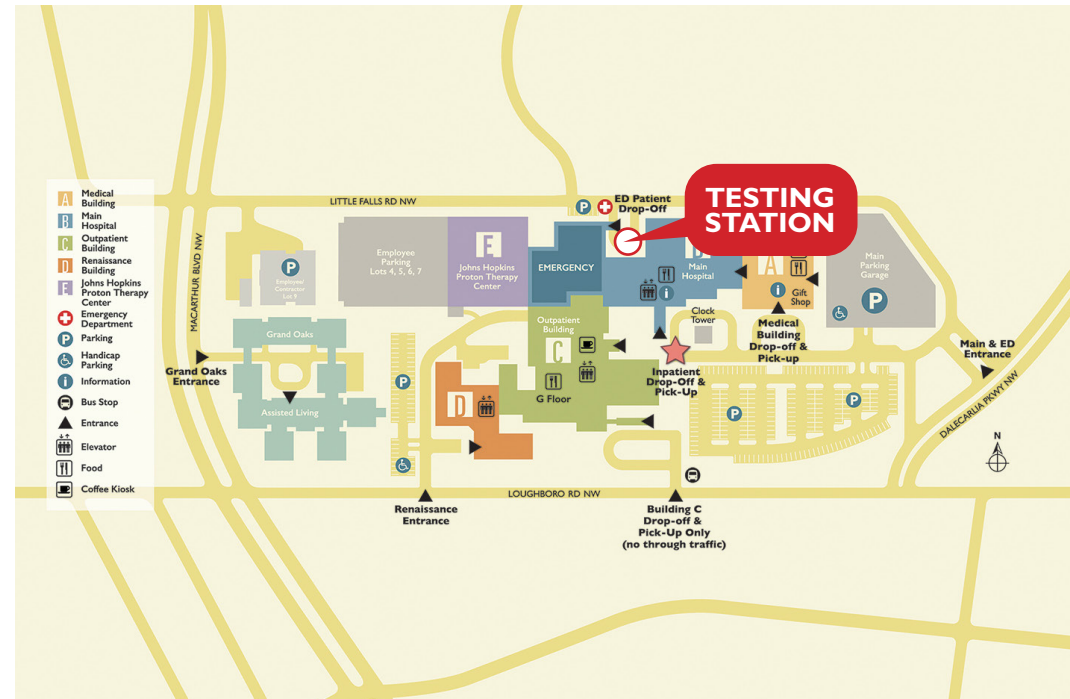 A
Medical
Building
B
Main
Hospital
C
Outpatient
Building
D
Renaissance
Building
E
Johns Hopkins
Proton Therapy
Center
Emergency
Department
P
Parking
Handicap
Parking
i
Information
Bus Stop
Entrance
Elevator
Food
Coffee Kiosk
LITTLE FALLS RD NW
MACARTHUR BLVD NW
P
ED Patient
Drop-Off
TESTING
STATION
P
Employee/
Contractor
Lot 9
Employee
Parking
Lots 4, 5, 6, 7
E
Johns Hopkins
Proton Therapy
Center
EMERGENCY
Main
Hospital
i
A
i
Gift
Shop
Main
Parking
Garage
P
Grand Oaks
Grand Oaks
Entrance
Assisted Living
Outpatient
Building
C
G Floor
Clock
Tower
Inpatient
Drop-Off &
Pick-Up
Medical
Building
Drop-off &
Pick-up
Main & ED
Entrance
P
D
P
P
DALECARLIA PKWY NW
N
LOUGHBORO RD NW
Renaissance
Entrance
Building C
Drop-off &
Pick-Up Only
(no through traffic)